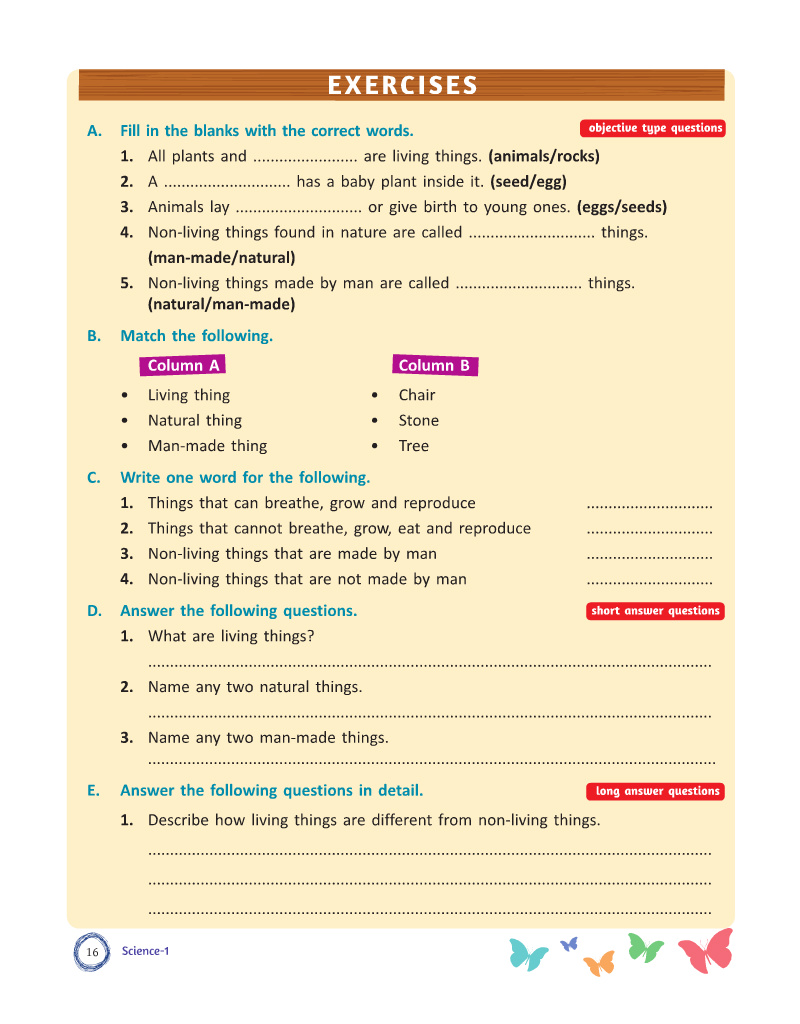 EXERCISES
A. Fill in the blanks with the correct words. objective type questions
1. All plants and ........................ are living things. (animals/rocks)
2. A ............................. has a baby plant inside it. (seed/egg)
3. Animals lay ............................. or give birth to young ones. (eggs/seeds)
4. Non-living things found in nature are called ............................. things.
(man-made/natural)
5. Non-living things made by man are called ............................. things.
(natural/man-made)
B. Match the following.
Column A Column B
• Living thing • Chair
• Natural thing • Stone
• Man-made thing • Tree
C. Write one word for the following.
1. Things that can breathe, grow and reproduce .............................
2. Things that cannot breathe, grow, eat and reproduce .............................
3. Non-living things that are made by man .............................
4. Non-living things that are not made by man .............................
D. Answer the following questions. short answer questions
1. What are living things?
.................................................................................................................................
2. Name any two natural things.
.................................................................................................................................
3. Name any two man-made things.
..................................................................................................................................
E. Answer the following questions in detail. long answer questions
1. Describe how living things are different from non-living things.
.................................................................................................................................
.................................................................................................................................
.................................................................................................................................
16 Science-1